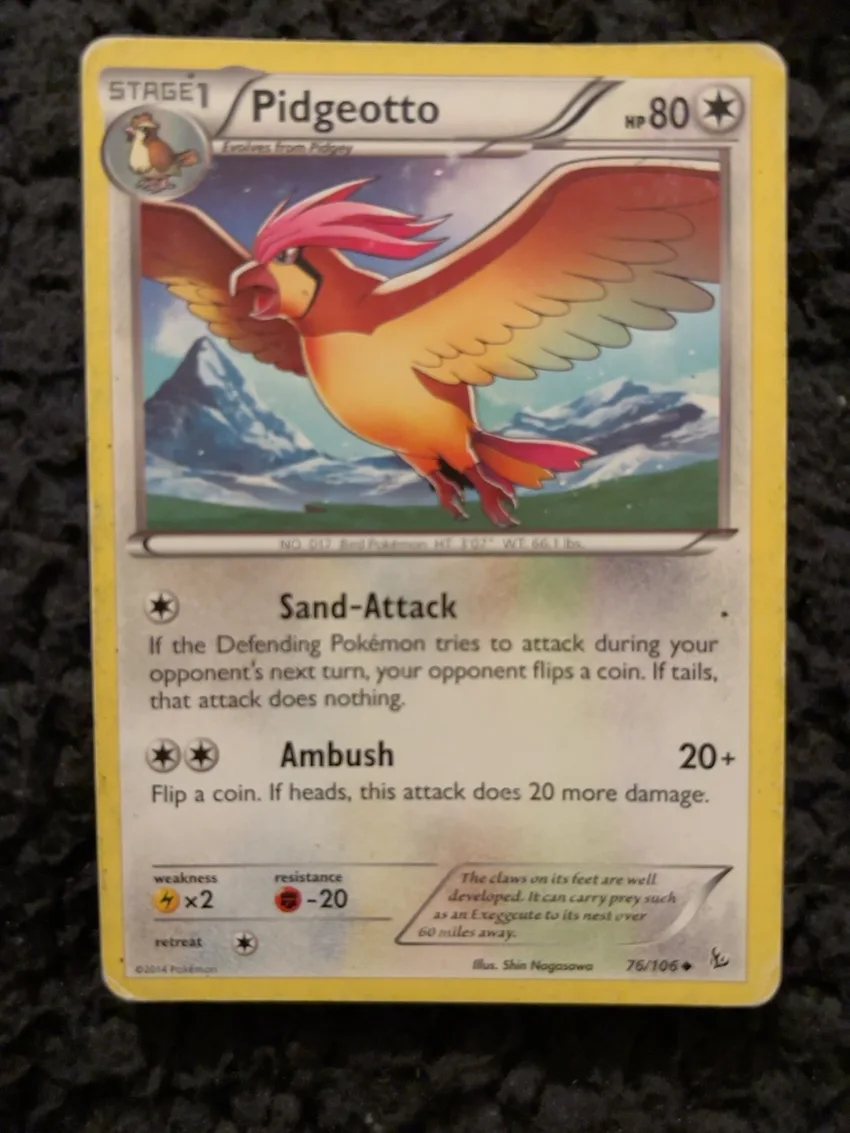 STAGE1
Pidgeotto
HP80
Evolves from Pidgey
NO. 017 Bird Pokémon HT: 3'07" WT: 66.1 lbs.
Sand-Attack
If the Defending Pokémon tries to attack during your
opponent's next turn, your opponent flips a coin. If tails,
that attack does nothing.
Ambush 20+
Flip a coin. If heads, this attack does 20 more damage.
weakness
×2
resistance
-20
retreat
The claws on its feet are well
developed. It can carry prey such
as an Exeggcute to its nest over
60 miles away.
©2014 Pokémon
Illus. Shin Nagasawa 76/106